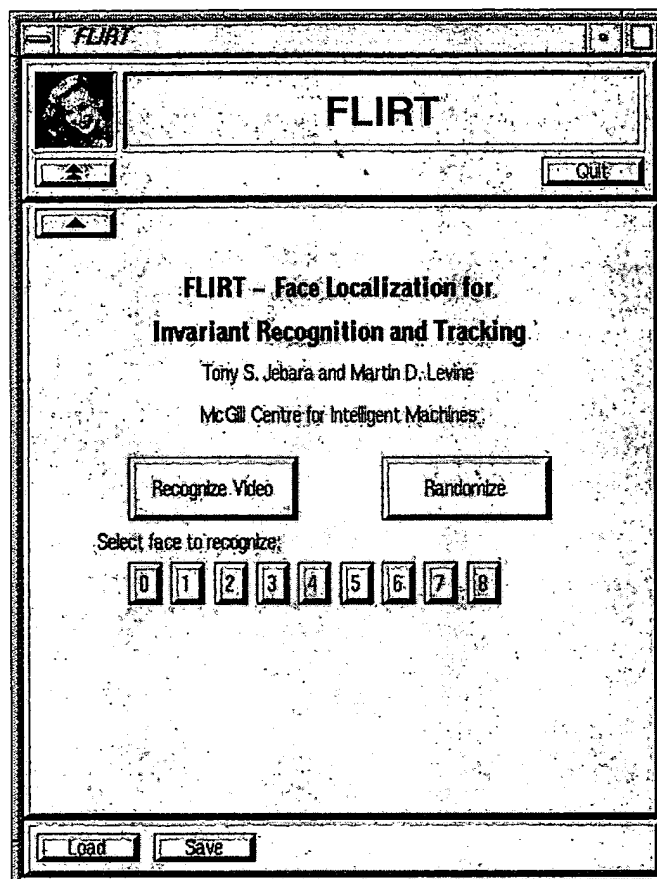 FLIRT
FLIRT
Quit
FLIRT – Face Localization for
Invariant Recognition and Tracking
Tony S. Jebara and Martin D. Levine
McGill Centre for Intelligent Machines
Recognize Video Randomize
Select face to recognize:
0 1 2 3 4 5 6 7 8
Load Save